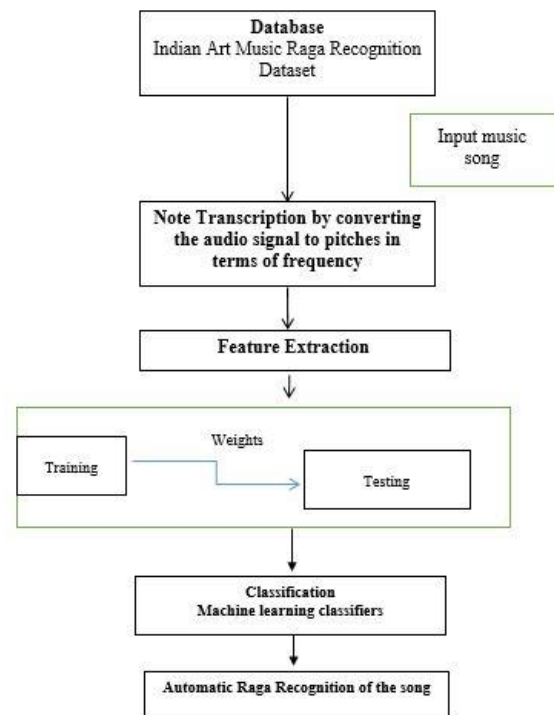 Database
Indian Art Music Raga Recognition
Dataset
Input music
song
Note Transcription by converting
the audio signal to pitches in
terms of frequency
Feature Extraction
Weights
Training
Testing
Classification
Machine learning classifiers
Automatic Raga Recognition of the song